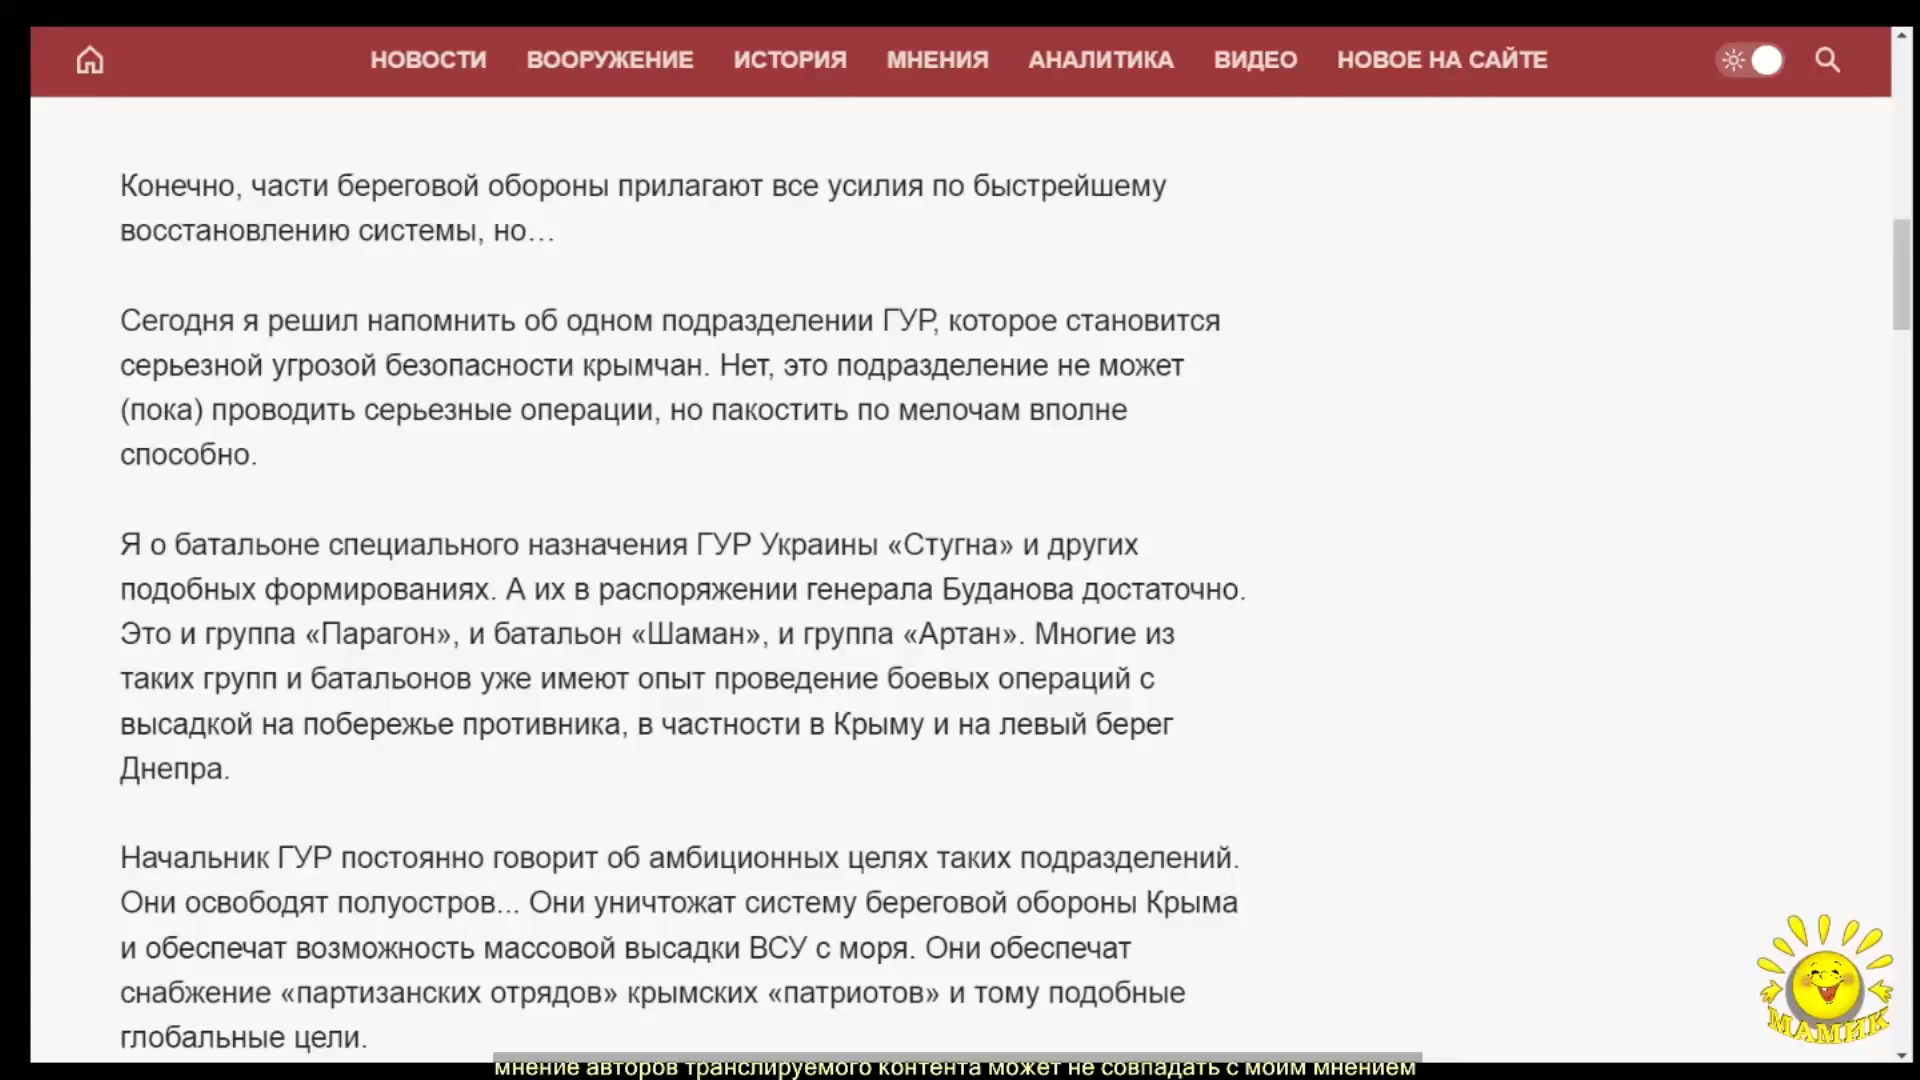 НОВОСТИ ВООРУЖЕНИЕ ИСТОРИЯ МНЕНИЯ АНАЛИТИКА ВИДЕО НОВОЕ НА САЙТЕ
Конечно, части береговой обороны прилагают все усилия по быстрейшему
восстановлению системы, но…
Сегодня я решил напомнить об одном подразделении ГУР, которое становится
серьезной угрозой безопасности крымчан. Нет, это подразделение не может
(пока) проводить серьезные операции, но пакостить по мелочам вполне
способно.
Я о батальоне специального назначения ГУР Украины «Стугна» и других
подобных формированиях. А их в распоряжении генерала Буданова достаточно.
Это и группа «Парагон», и батальон «Шаман», и группа «Артан». Многие из
таких групп и батальонов уже имеют опыт проведение боевых операций с
высадкой на побережье противника, в частности в Крыму и на левый берег
Днепра.
Начальник ГУР постоянно говорит об амбиционных целях таких подразделений.
Они освободят полуостров... Они уничтожат систему береговой обороны Крыма
и обеспечат возможность массовой высадки ВСУ с моря. Они обеспечат
снабжение «партизанских отрядов» крымских «патриотов» и тому подобные
глобальные цели.
МАМИК
мнение авторов транслируемого контента может не совпадать с моим мнением